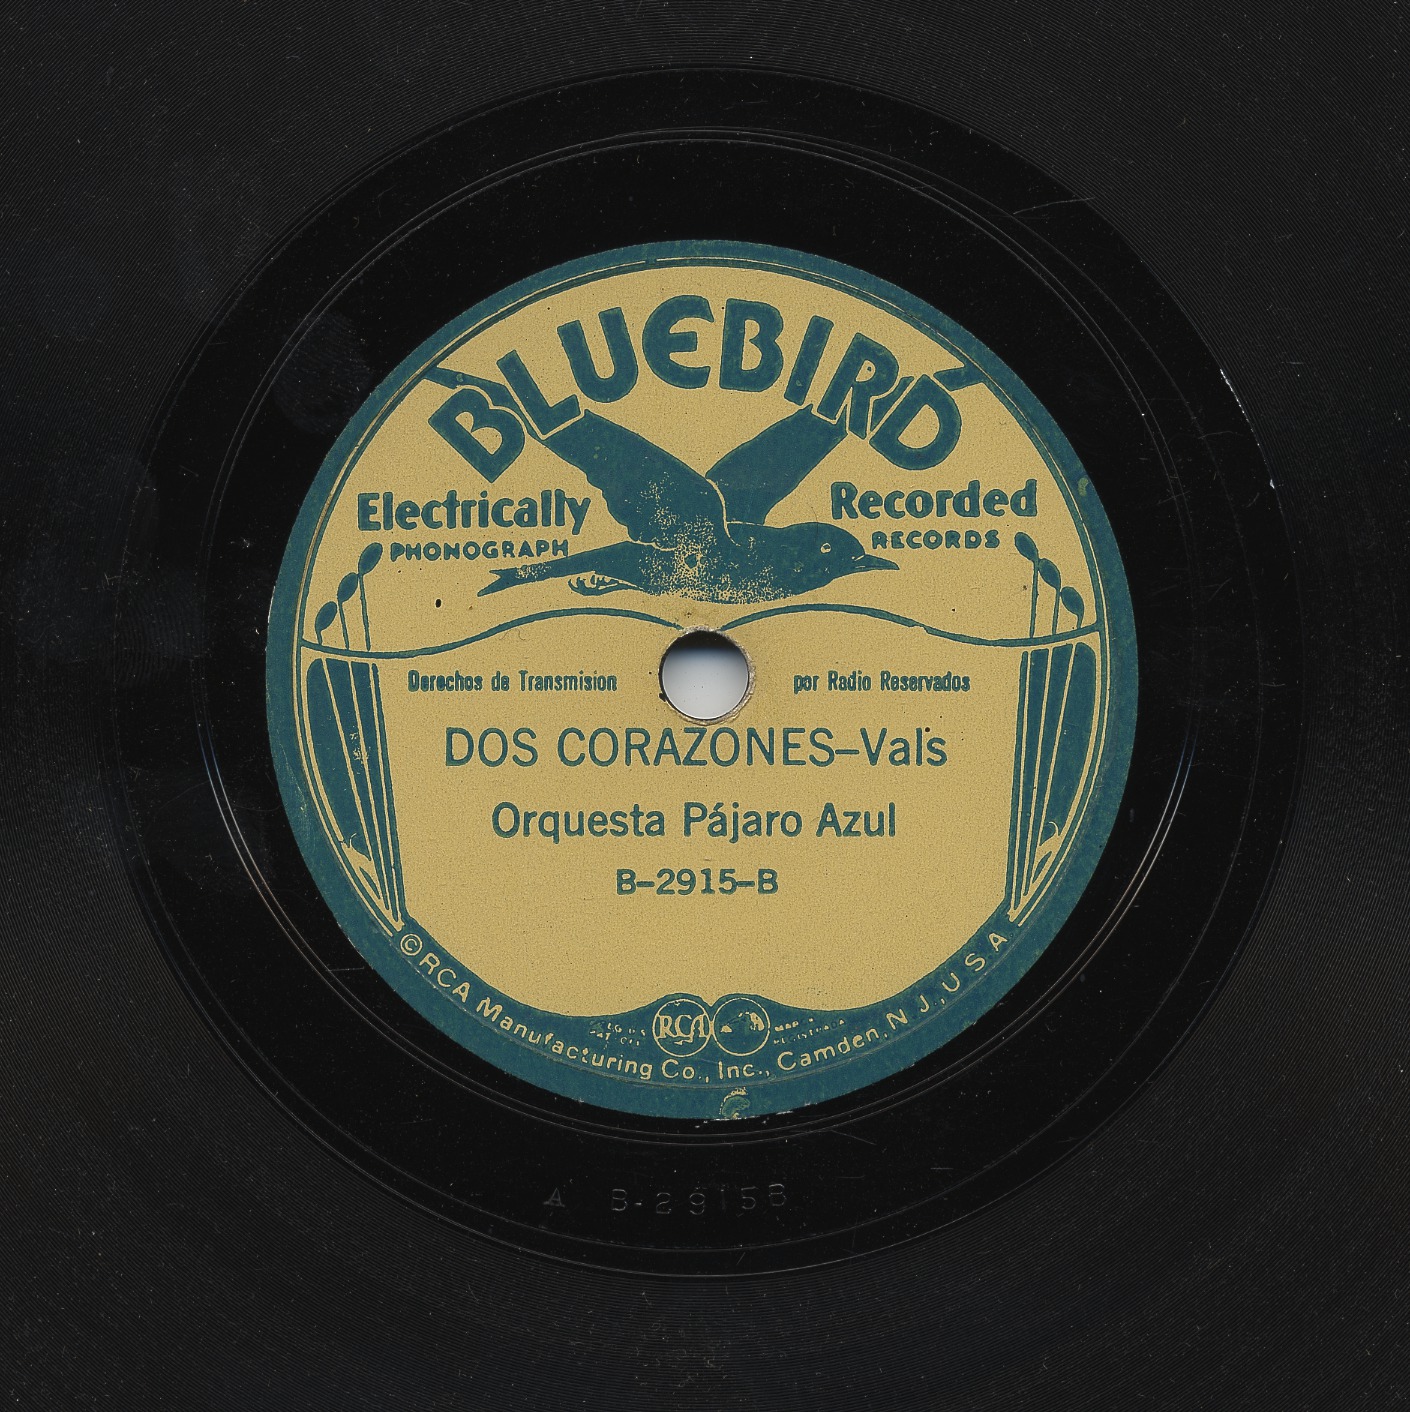 BLUEBIRD
Electrically Recorded
PHONOGRAPH RECORDS
Derechos de Transmision por Radio Reservados
DOS CORAZONES–Vals
Orquesta Pájaro Azul
B–2915–B
RCA
© RCA Manufacturing Co., Inc., Camden, N. J., U S A
A B-2915B